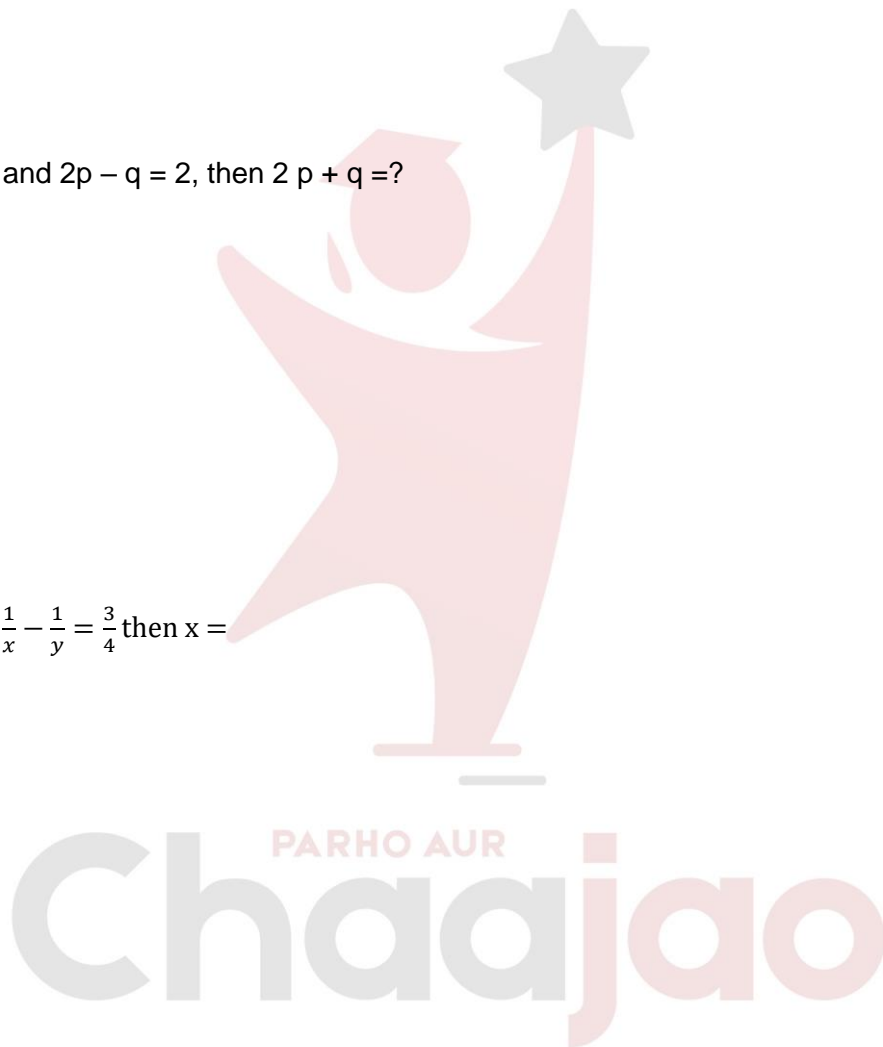 and 2p – q = 2, then 2 p + q =?
1/x − 1/y = 3/4 then x =
PARHO AUR
Chaajao